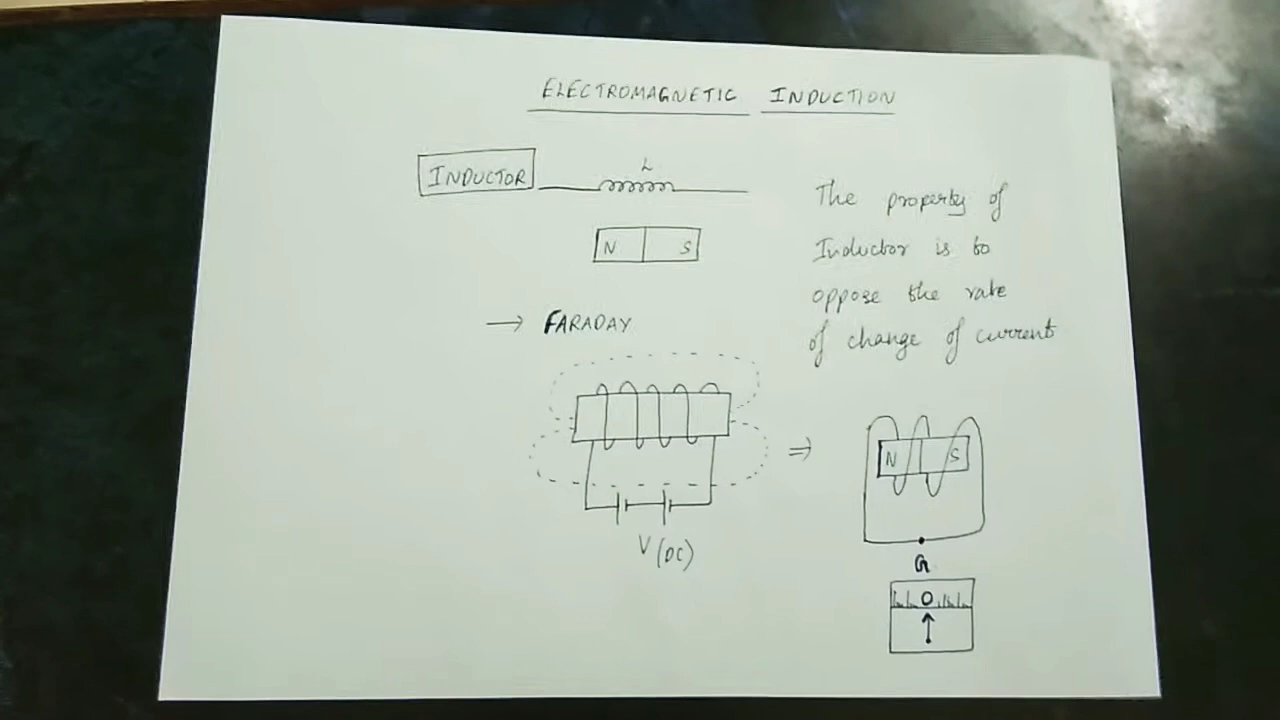 ELECTROMAGNETIC INDUCTION
INDUCTOR
L
N S
The property of
Inductor is to
oppose the rate
of change of current
→ FARADAY
⇒
N S
V (DC)
G
0